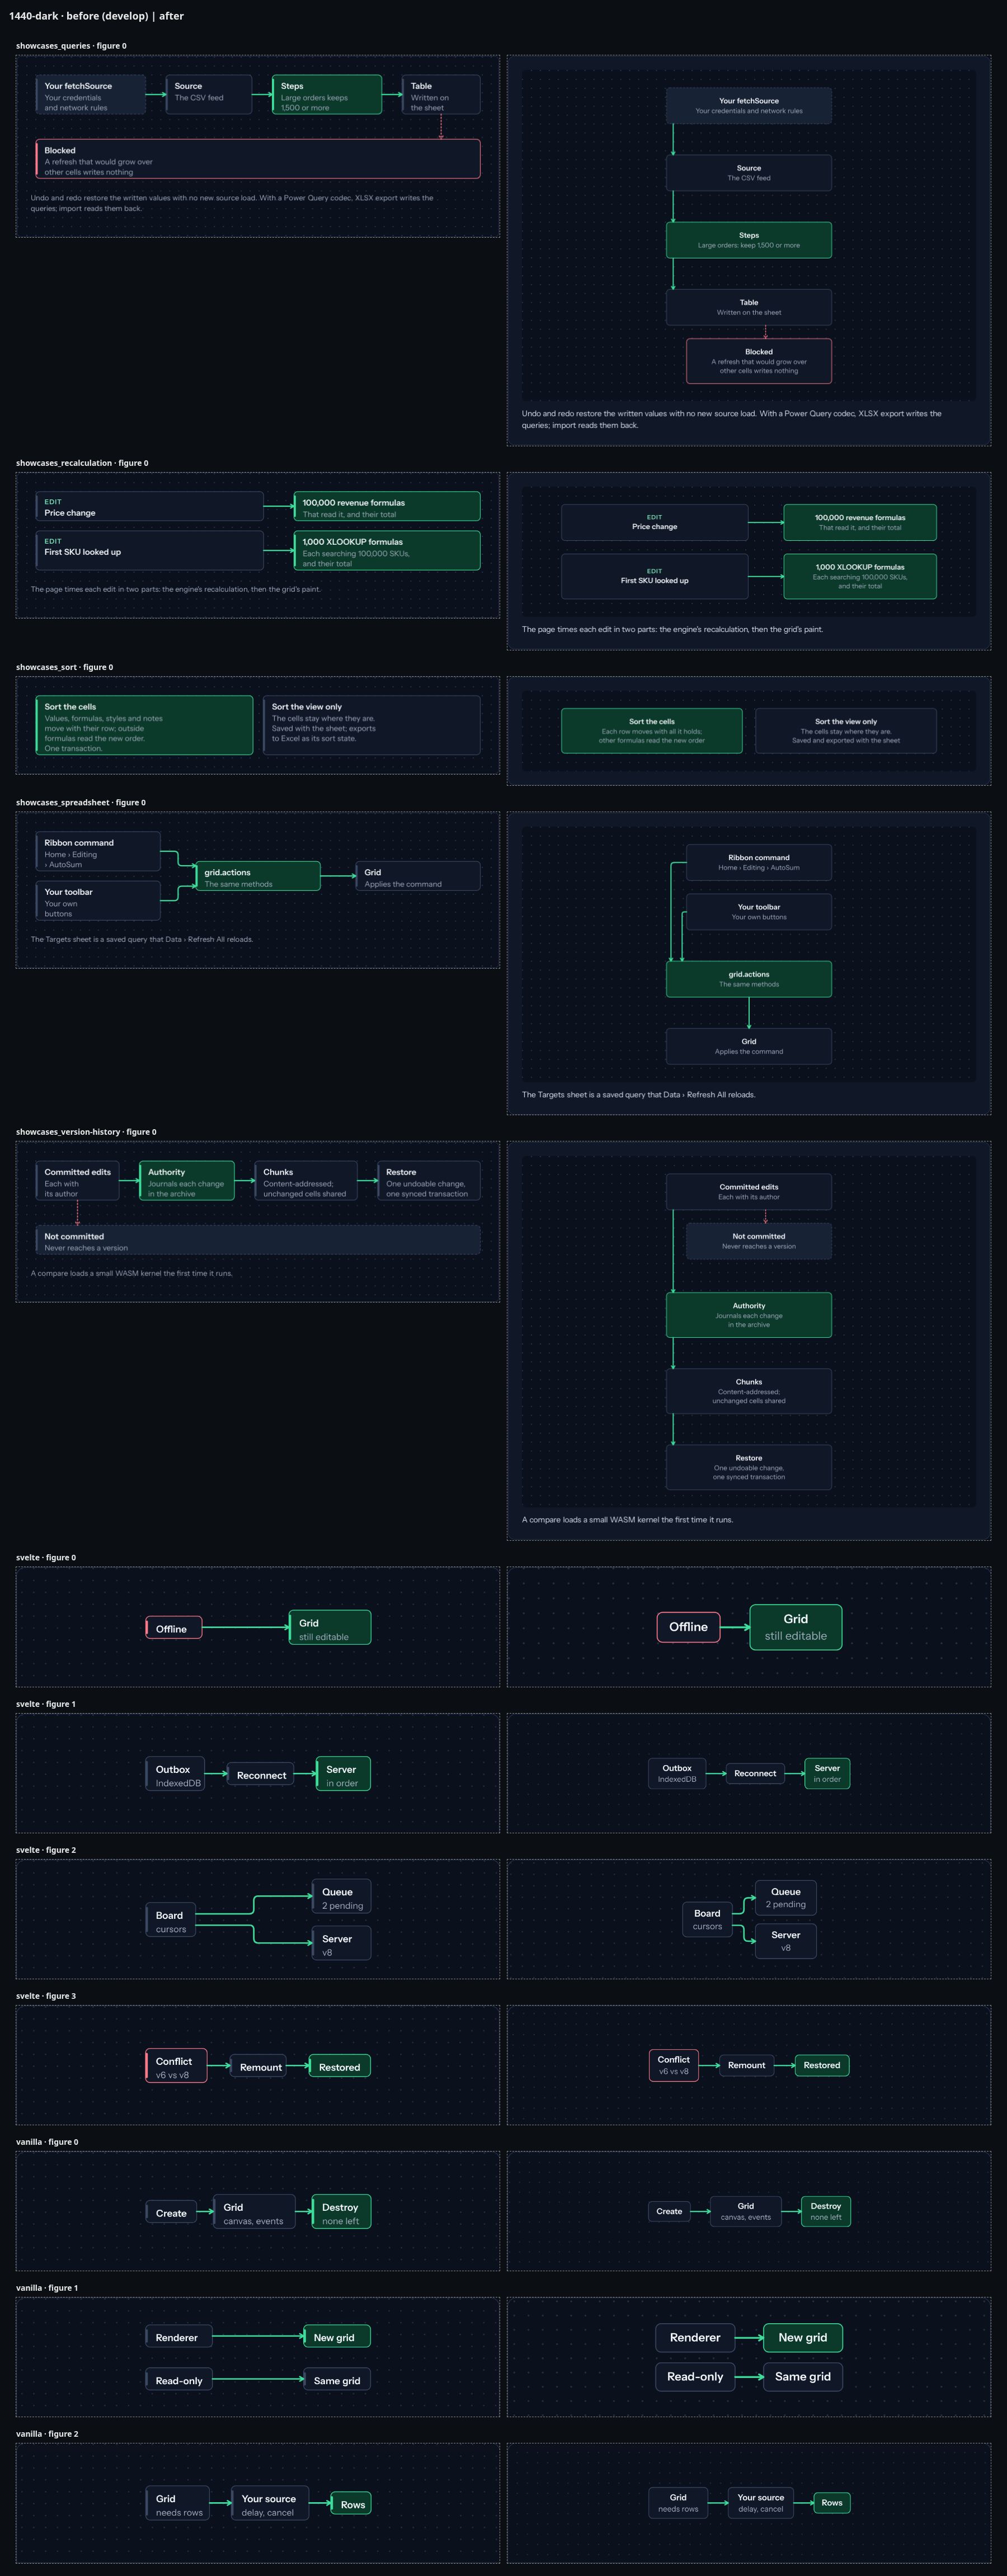 1440-dark · before (develop) | after
showcases_queries · figure 0
Your fetchSource
Your credentials
and network rules
Source
The CSV feed
Steps
Large orders keeps
1,500 or more
Table
Written on
the sheet
Blocked
A refresh that would grow over
other cells writes nothing
Undo and redo restore the written values with no new source load. With a Power Query codec, XLSX export writes the
queries; import reads them back.
Your fetchSource
Your credentials and network rules
Source
The CSV feed
Steps
Large orders: keep 1,500 or more
Table
Written on the sheet
Blocked
A refresh that would grow over
other cells writes nothing
Undo and redo restore the written values with no new source load. With a Power Query codec, XLSX export writes the
queries; import reads them back.
showcases_recalculation · figure 0
EDIT
Price change
100,000 revenue formulas
That read it, and their total
EDIT
First SKU looked up
1,000 XLOOKUP formulas
Each searching 100,000 SKUs,
and their total
The page times each edit in two parts: the engine's recalculation, then the grid's paint.
EDIT
Price change
100,000 revenue formulas
That read it, and their total
EDIT
First SKU looked up
1,000 XLOOKUP formulas
Each searching 100,000 SKUs,
and their total
The page times each edit in two parts: the engine's recalculation, then the grid's paint.
showcases_sort · figure 0
Sort the cells
Values, formulas, styles and notes
move with their row; outside
formulas read the new order.
One transaction.
Sort the view only
The cells stay where they are.
Saved with the sheet; exports
to Excel as its sort state.
Sort the cells
Each row moves with all it holds;
other formulas read the new order
Sort the view only
The cells stay where they are.
Saved and exported with the sheet
showcases_spreadsheet · figure 0
Ribbon command
Home › Editing
› AutoSum
Your toolbar
Your own
buttons
grid.actions
The same methods
Grid
Applies the command
The Targets sheet is a saved query that Data › Refresh All reloads.
Ribbon command
Home › Editing › AutoSum
Your toolbar
Your own buttons
grid.actions
The same methods
Grid
Applies the command
The Targets sheet is a saved query that Data › Refresh All reloads.
showcases_version-history · figure 0
Committed edits
Each with
its author
Authority
Journals each change
in the archive
Chunks
Content-addressed;
unchanged cells shared
Restore
One undoable change,
one synced transaction
Not committed
Never reaches a version
A compare loads a small WASM kernel the first time it runs.
Committed edits
Each with its author
Not committed
Never reaches a version
Authority
Journals each change
in the archive
Chunks
Content-addressed;
unchanged cells shared
Restore
One undoable change,
one synced transaction
A compare loads a small WASM kernel the first time it runs.
svelte · figure 0
Offline
Grid
still editable
Offline
Grid
still editable
svelte · figure 1
Outbox
IndexedDB
Reconnect
Server
in order
Outbox
IndexedDB
Reconnect
Server
in order
svelte · figure 2
Board
cursors
Queue
2 pending
Server
v8
Board
cursors
Queue
2 pending
Server
v8
svelte · figure 3
Conflict
v6 vs v8
Remount
Restored
Conflict
v6 vs v8
Remount
Restored
vanilla · figure 0
Create
Grid
canvas, events
Destroy
none left
Create
Grid
canvas, events
Destroy
none left
vanilla · figure 1
Renderer
New grid
Read-only
Same grid
Renderer
New grid
Read-only
Same grid
vanilla · figure 2
Grid
needs rows
Your source
delay, cancel
Rows
Grid
needs rows
Your source
delay, cancel
Rows